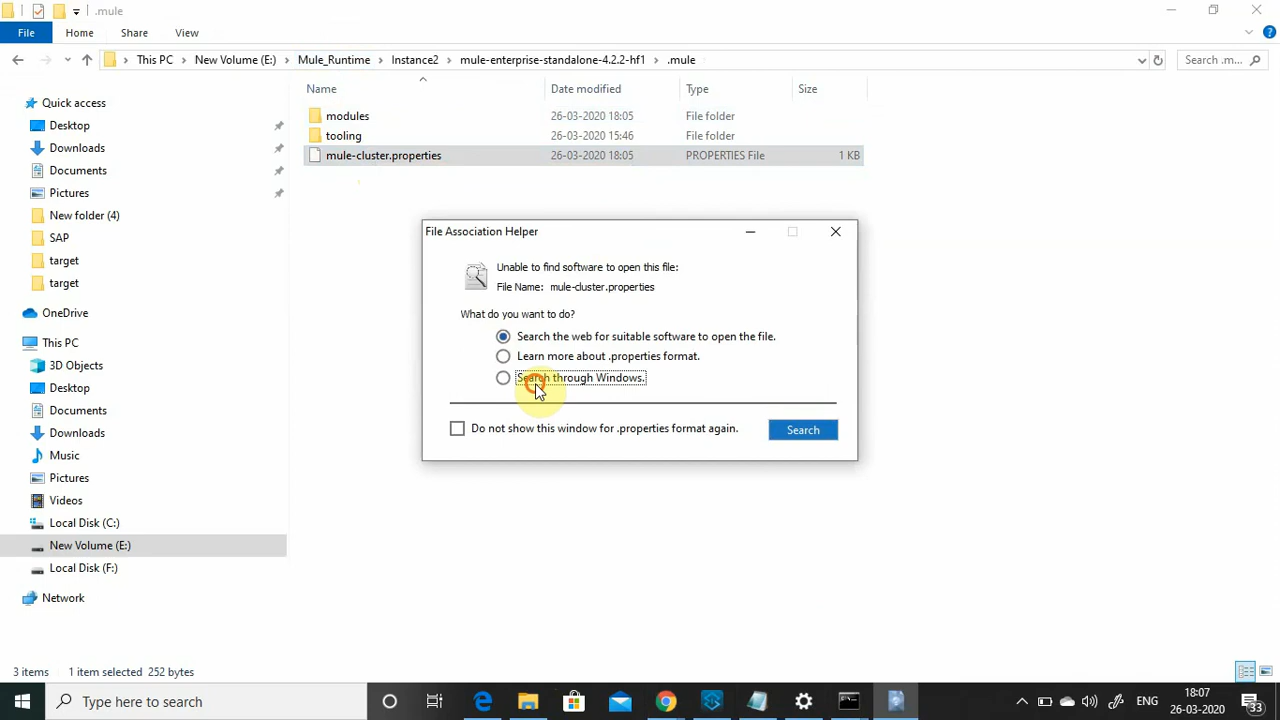 .mule
File Home Share View
This PC New Volume (E:) Mule_Runtime Instance2 mule-enterprise-standalone-4.2.2-hf1 .mule
Search .m...
Name Date modified Type Size
modules 26-03-2020 18:05 File folder
tooling 26-03-2020 15:46 File folder
mule-cluster.properties 26-03-2020 18:05 PROPERTIES File 1 KB
Quick access
Desktop
Downloads
Documents
Pictures
New folder (4)
SAP
target
target
OneDrive
This PC
3D Objects
Desktop
Documents
Downloads
Music
Pictures
Videos
Local Disk (C:)
New Volume (E:)
Local Disk (F:)
Network
File Association Helper
Unable to find software to open this file:
File Name: mule-cluster.properties
What do you want to do?
Search the web for suitable software to open the file.
Learn more about .properties format.
Search through Windows.
Do not show this window for .properties format again.
Search
3 items 1 item selected 252 bytes
Type here to search
ENG
18:07
26-03-2020
33